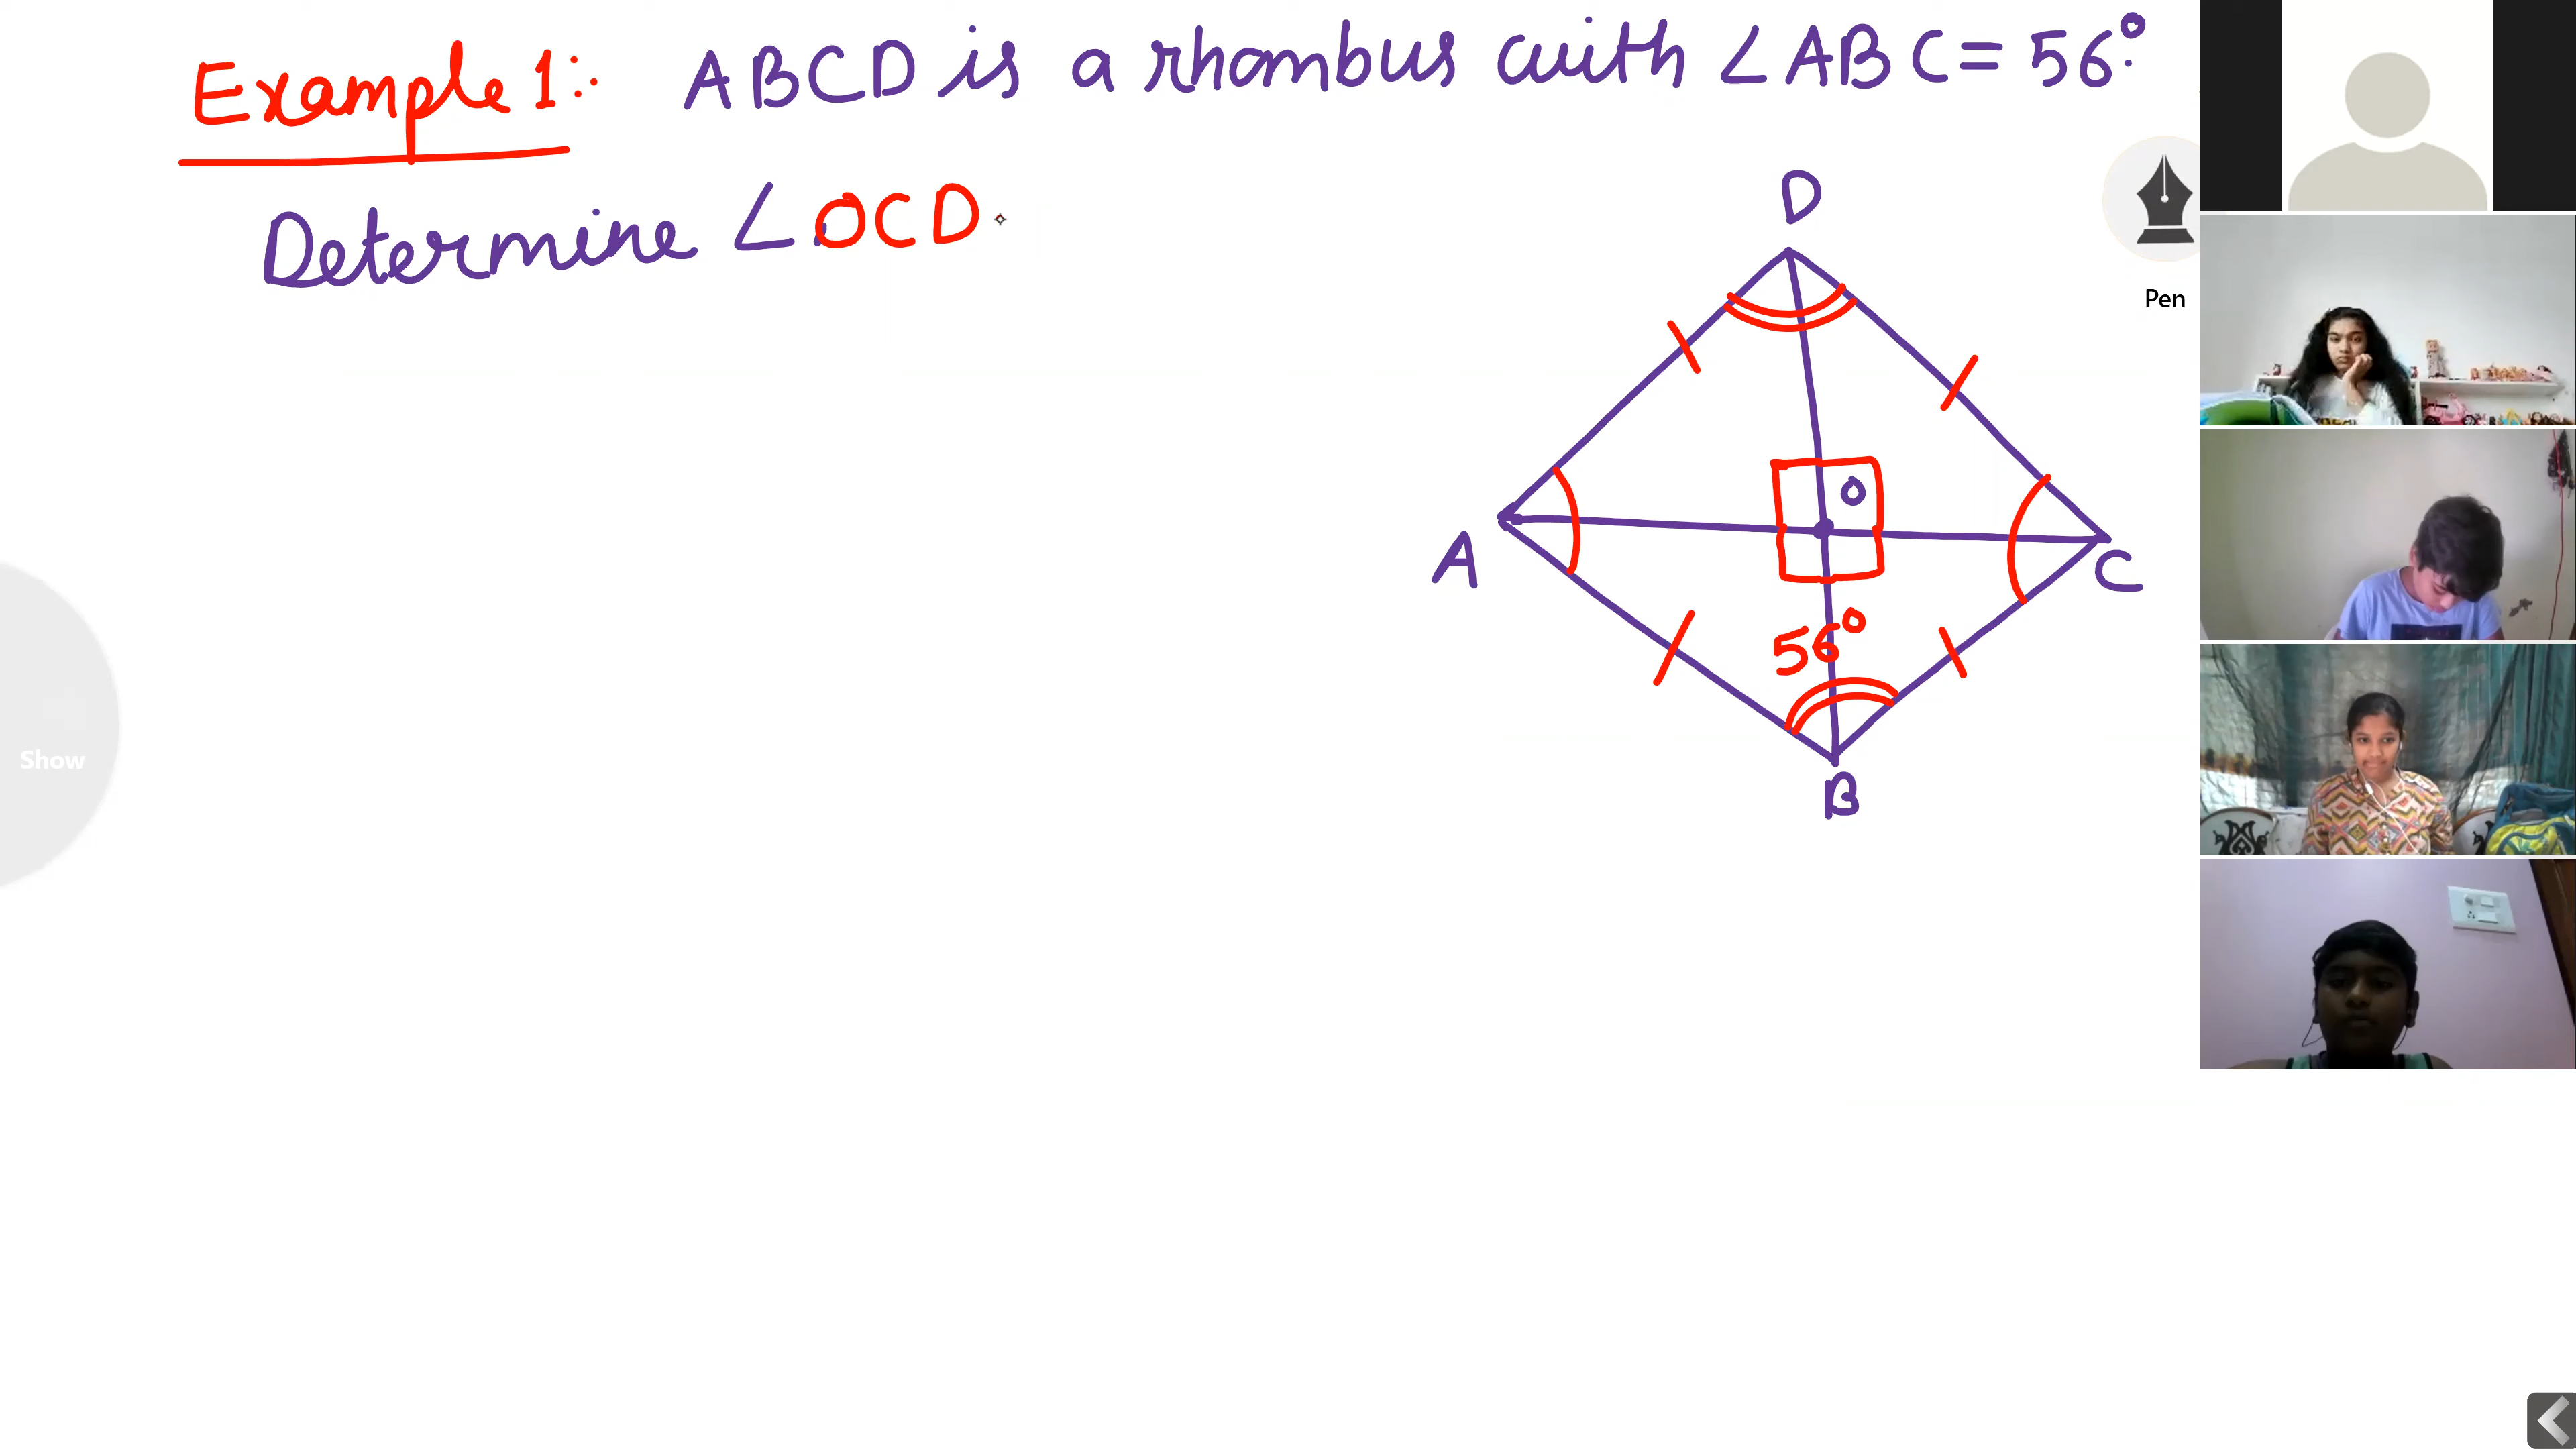 Example 1:- ABCD is a rhombus with ∠ABC = 56°.
Determine ∠OCD.
D
Pen
O
A
C
56°
Show
B